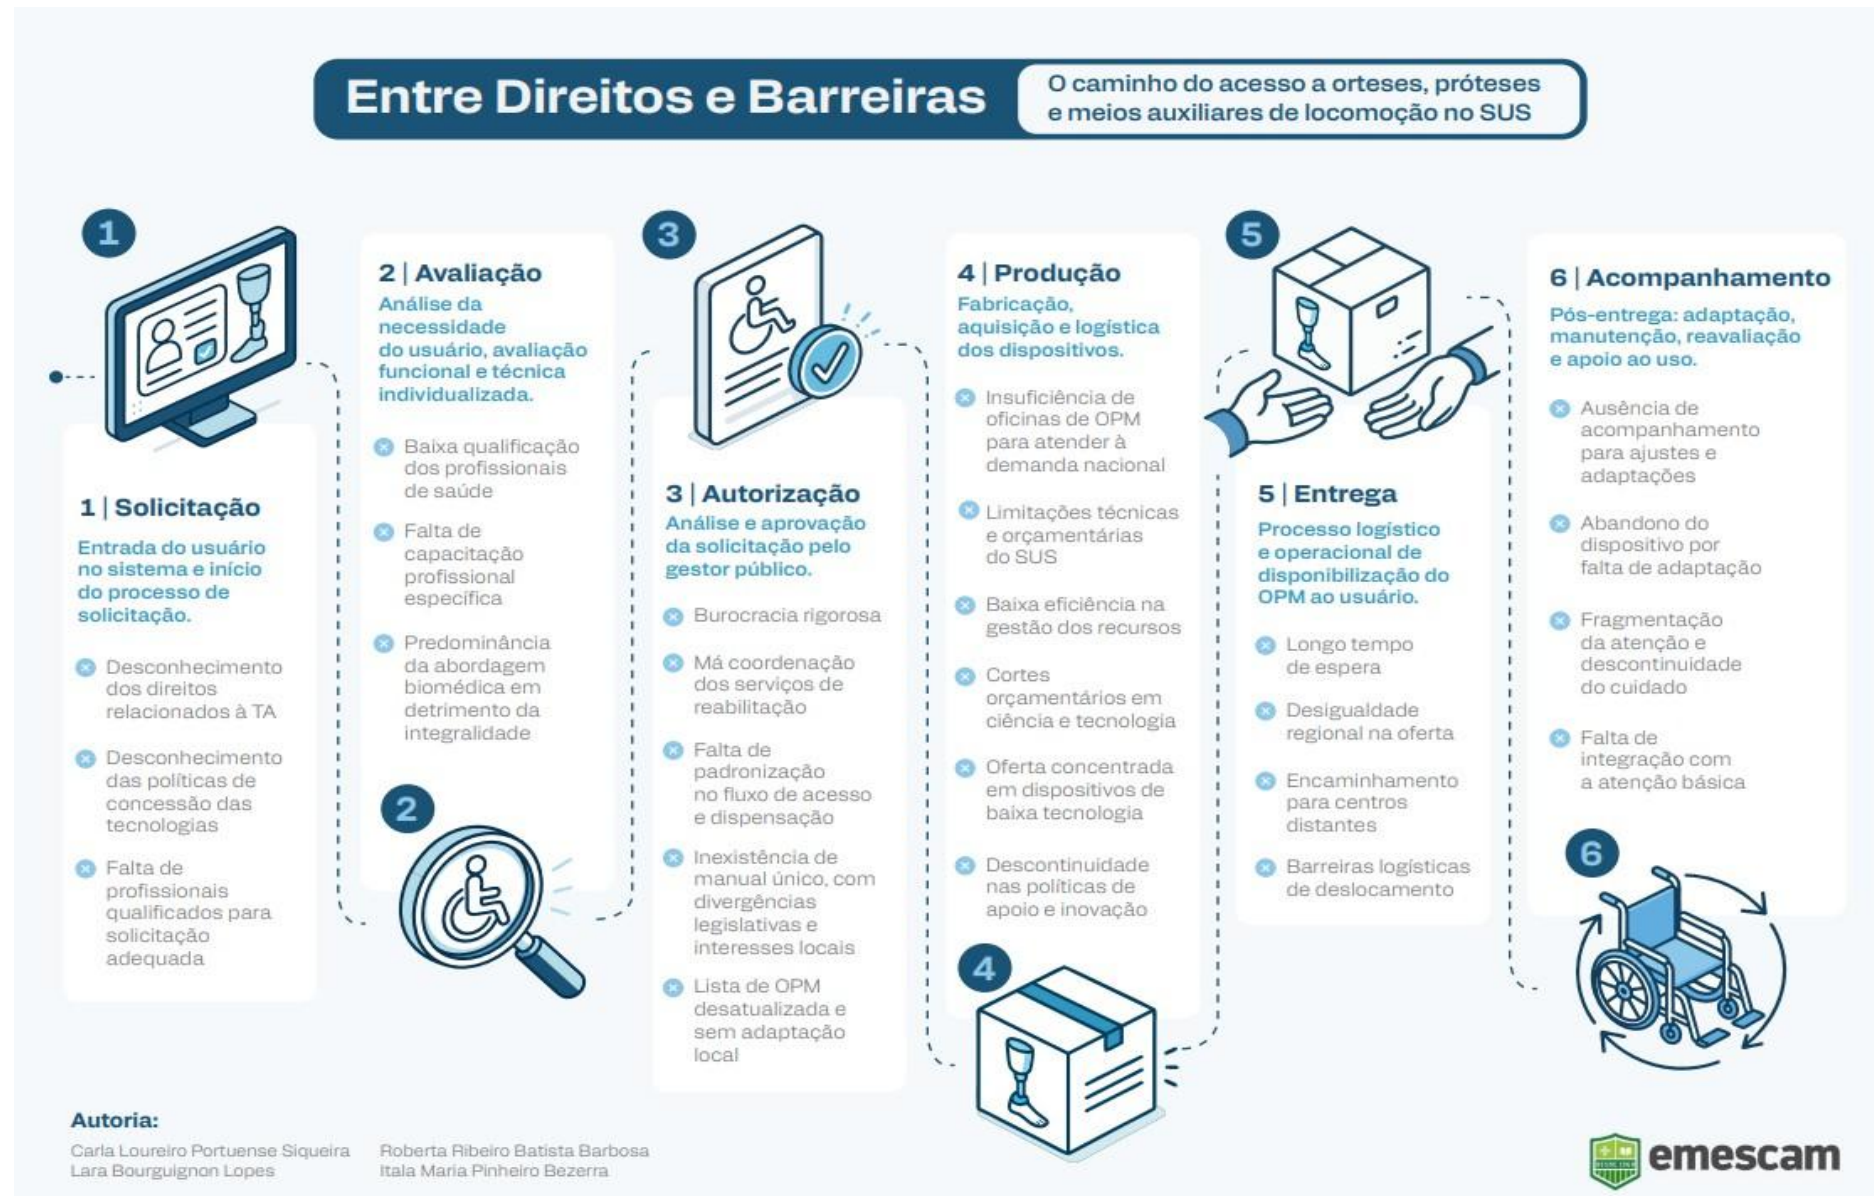 Entre Direitos e Barreiras
O caminho do acesso a orteses, próteses
e meios auxiliares de locomoção no SUS
1
1 | Solicitação
Entrada do usuário
no sistema e início
do processo de
solicitação.
Desconhecimento
dos direitos
relacionados à TA
Desconhecimento
das políticas de
concessão das
tecnologias
Falta de
profissionais
qualificados para
solicitação
adequada
2 | Avaliação
Análise da
necessidade
do usuário, avaliação
funcional e técnica
individualizada.
Baixa qualificação
dos profissionais
de saúde
Falta de
capacitação
profissional
específica
Predominância
da abordagem
biomédica em
detrimento da
integralidade
2
3
3 | Autorização
Análise e aprovação
da solicitação pelo
gestor público.
Burocracia rigorosa
Má coordenação
dos serviços de
reabilitação
Falta de
padronização
no fluxo de acesso
e dispensação
Inexistência de
manual único, com
divergências
legislativas e
interesses locais
Lista de OPM
desatualizada e
sem adaptação
local
4 | Produção
Fabricação,
aquisição e logística
dos dispositivos.
Insuficiência de
oficinas de OPM
para atender à
demanda nacional
Limitações técnicas
e orçamentárias
do SUS
Baixa eficiência na
gestão dos recursos
Cortes
orçamentários em
ciência e tecnologia
Oferta concentrada
em dispositivos de
baixa tecnologia
Descontinuidade
nas políticas de
apoio e inovação
4
5
5 | Entrega
Processo logístico
e operacional de
disponibilização do
OPM ao usuário.
Longo tempo
de espera
Desigualdade
regional na oferta
Encaminhamento
para centros
distantes
Barreiras logísticas
de deslocamento
6 | Acompanhamento
Pós-entrega: adaptação,
manutenção, reavaliação
e apoio ao uso.
Ausência de
acompanhamento
para ajustes e
adaptações
Abandono do
dispositivo por
falta de adaptação
Fragmentação
da atenção e
descontinuidade
do cuidado
Falta de
integração com
a atenção básica
6
Autoria:
Carla Loureiro Portuense Siqueira
Lara Bourguignon Lopes
Roberta Ribeiro Batista Barbosa
Itala Maria Pinheiro Bezerra
emescam